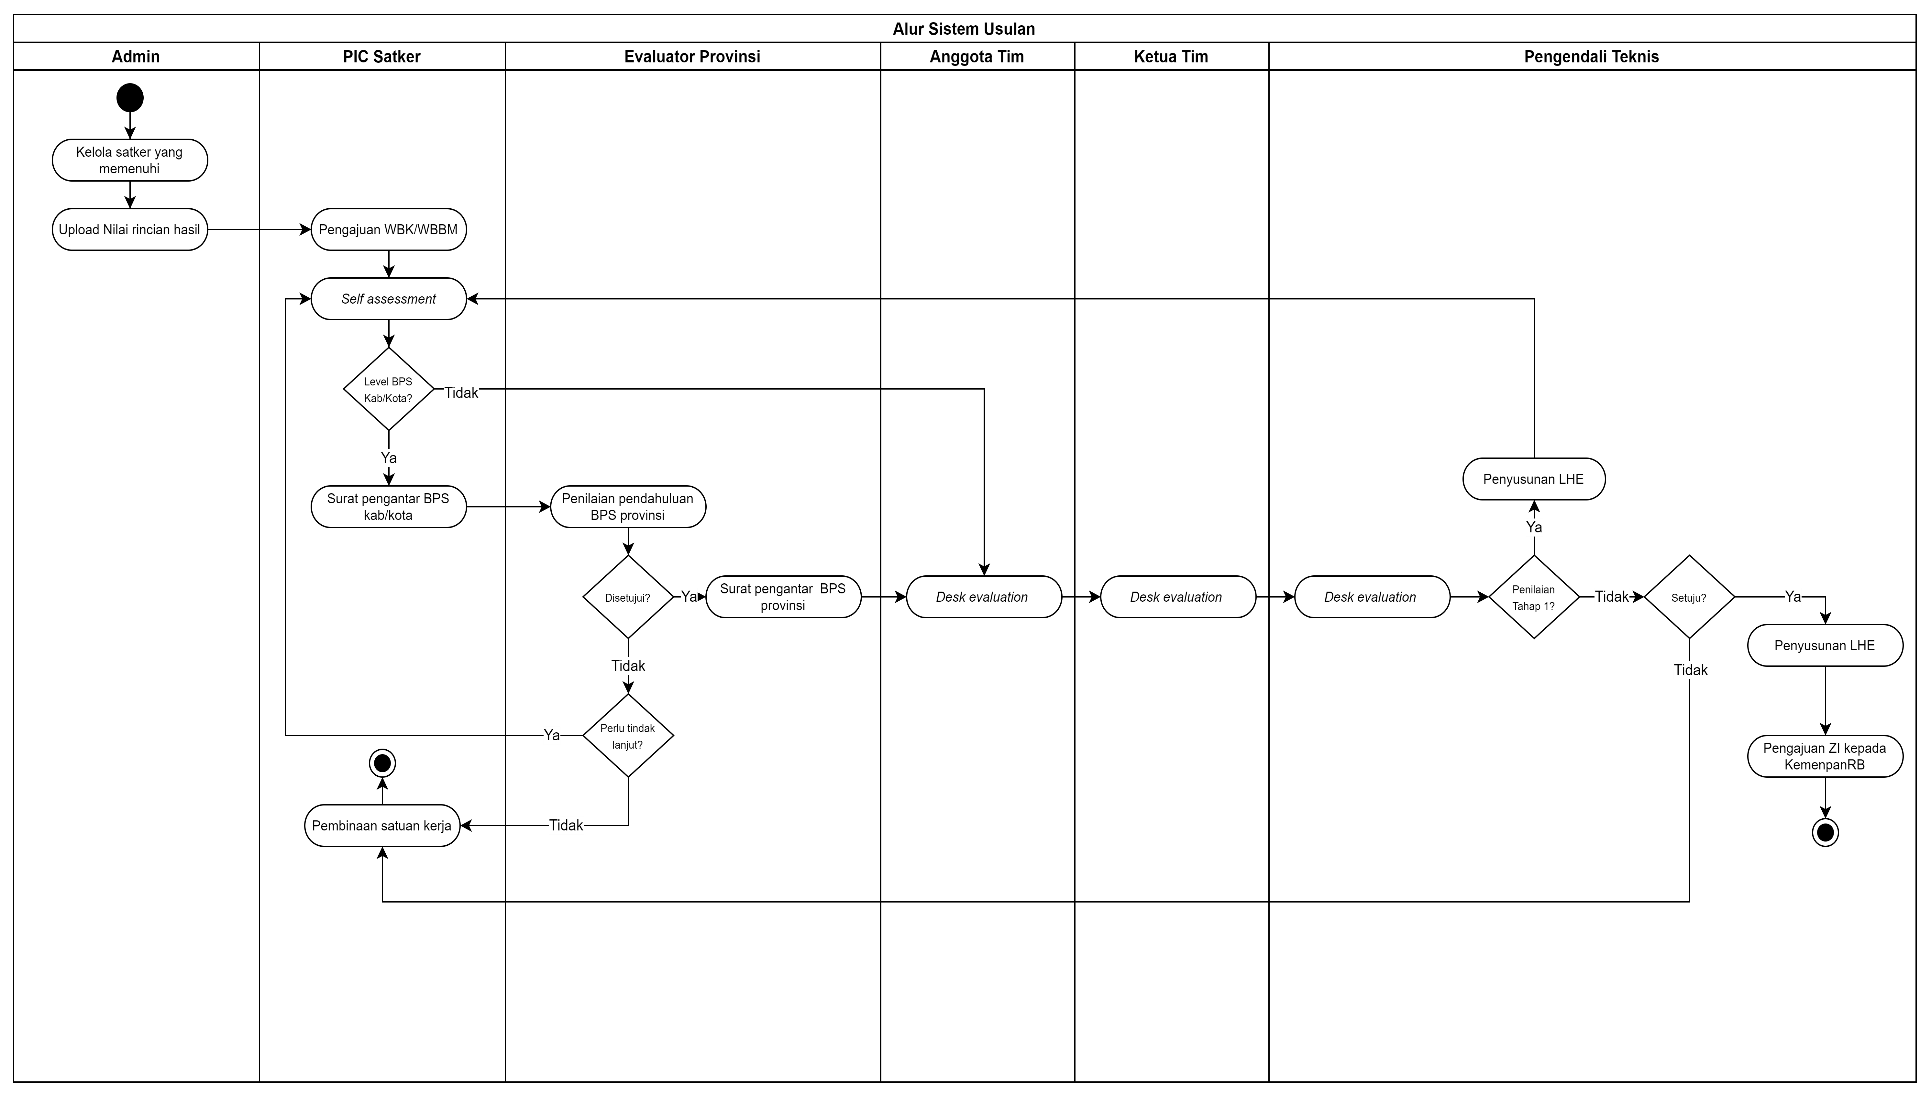 Alur Sistem Usulan
Admin
PIC Satker
Evaluator Provinsi
Anggota Tim
Ketua Tim
Pengendali Teknis
Kelola satker yang
memenuhi
Upload Nilai rincian hasil
Pengajuan WBK/WBBM
Self assessment
Level BPS
Kab/Kota?
Tidak
Ya
Surat pengantar BPS
kab/kota
Penilaian pendahuluan
BPS provinsi
Disetujui?
Ya
Surat pengantar BPS
provinsi
Tidak
Perlu tindak
lanjut?
Ya
Tidak
Pembinaan satuan kerja
Desk evaluation
Desk evaluation
Desk evaluation
Penilaian
Tahap 1?
Ya
Penyusunan LHE
Tidak
Setuju?
Ya
Tidak
Penyusunan LHE
Pengajuan ZI kepada
KemenpanRB